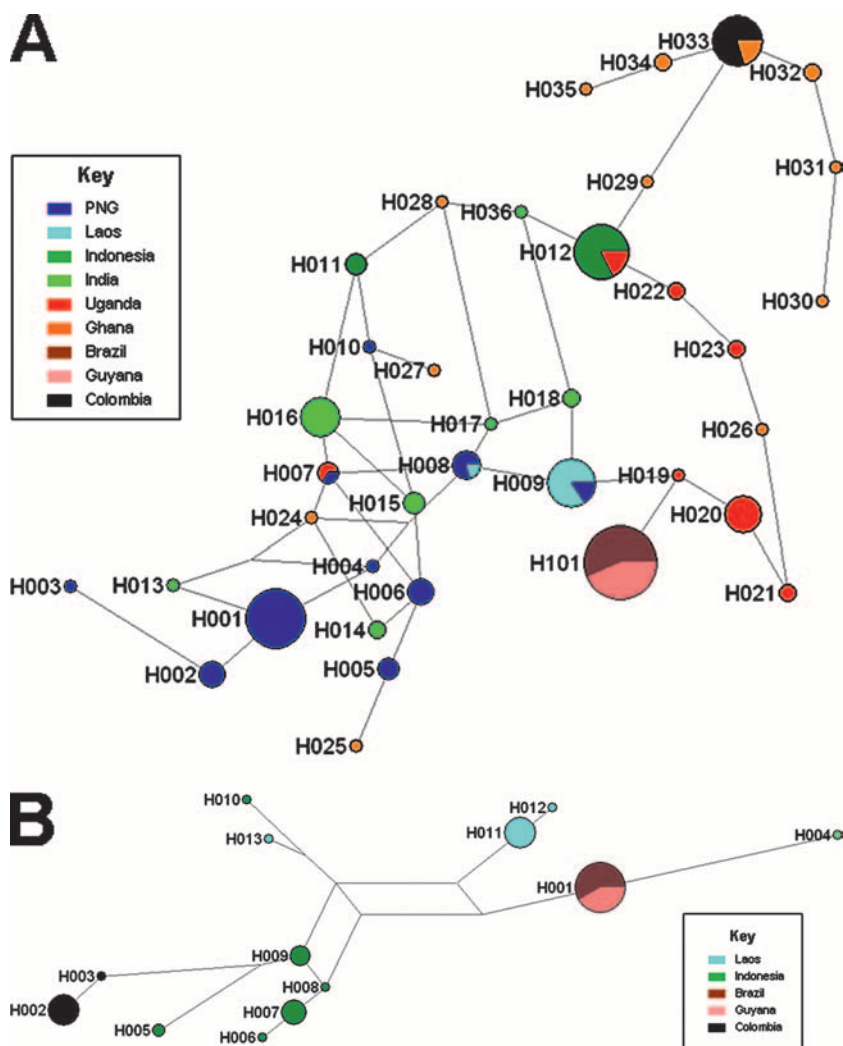 A
Key
PNG
Laos
Indonesia
India
Uganda
Ghana
Brazil
Guyana
Colombia
H033
H034
H032
H035
H031
H029
H028
H036
H012
H011
H022
H030
H010
H023
H027
H018
H016
H017
H026
H008
H007
H009
H019
H015
H020
H024
H101
H004
H003
H013
H006
H021
H001
H014
H002
H005
H025
B
H010
H012
H011
H013
H004
H001
Key
Laos
Indonesia
Brazil
Guyana
Colombia
H009
H003
H008
H002
H007
H005
H006